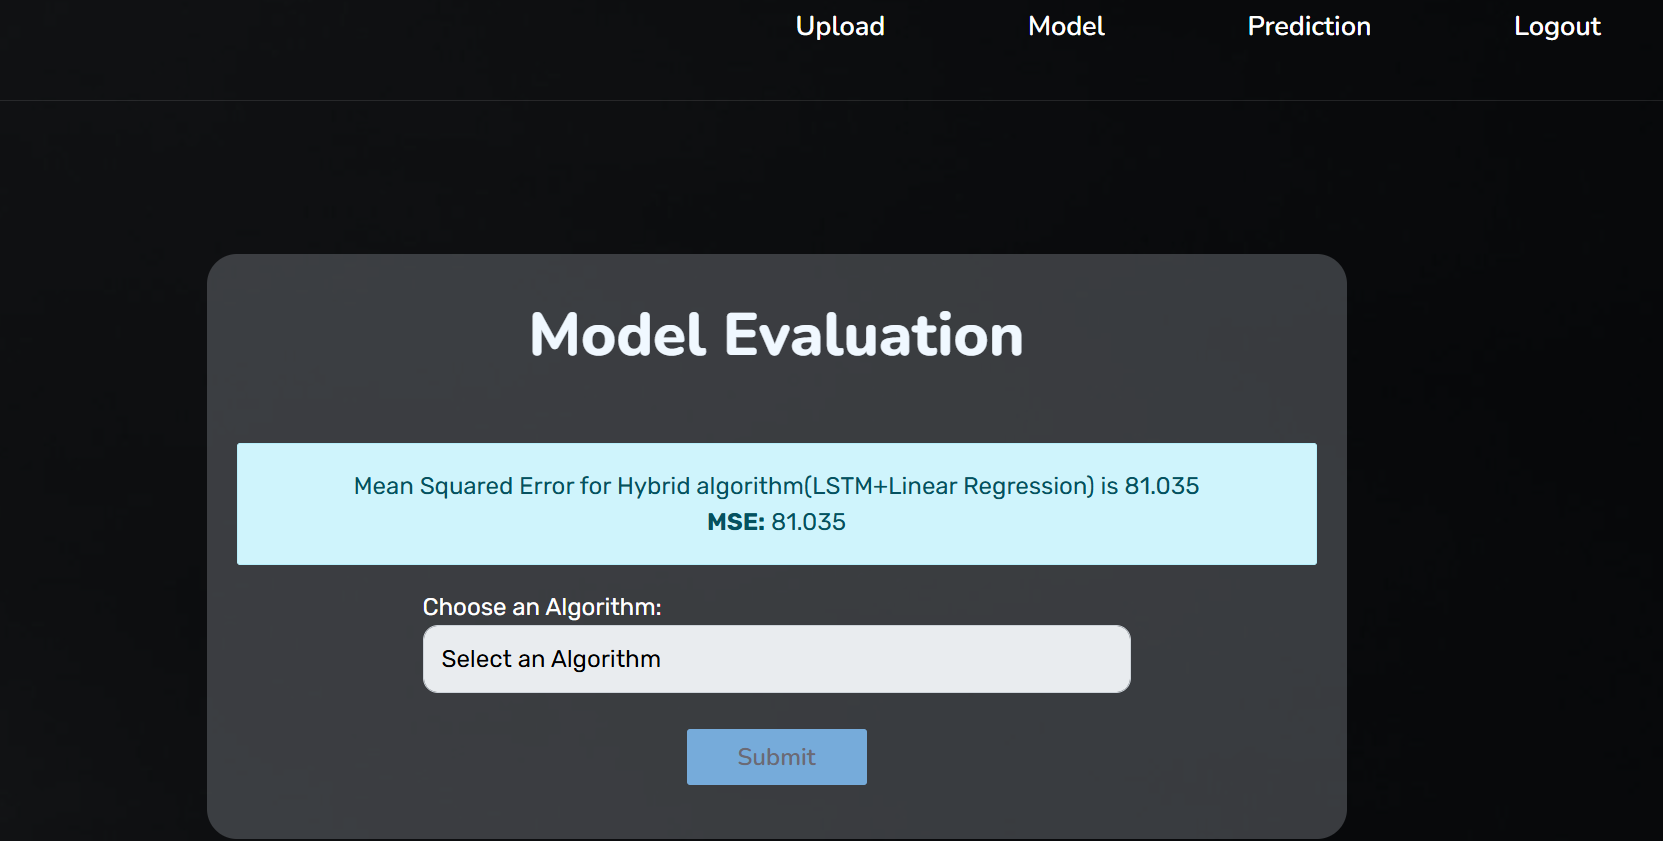 Upload Model Prediction Logout
Model Evaluation
Mean Squared Error for Hybrid algorithm(LSTM+Linear Regression) is 81.035
MSE: 81.035
Choose an Algorithm:
Select an Algorithm
Submit